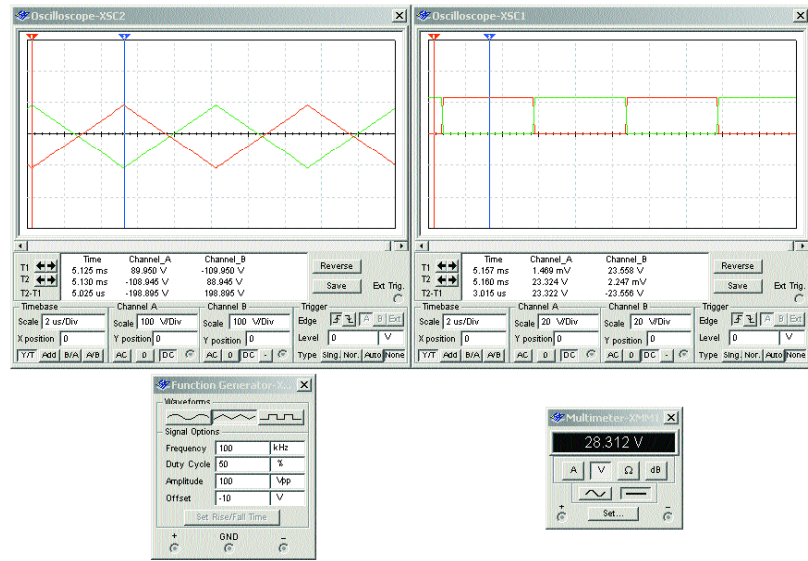 Oscilloscope-XSC2
Time Channel_A Channel_B
T1 5.125 ms 89.950 V -109.950 V
T2 5.130 ms -108.945 V 88.945 V
T2-T1 5.025 us -198.895 V 198.895 V
Reverse
Save
Ext Trig.
Timebase
Scale 2 us/Div
X position 0
Y/T Add B/A A/B
Channel A
Scale 100 V/Div
Y position 0
AC 0 DC
Channel B
Scale 100 V/Div
Y position 0
AC 0 DC -
Trigger
Edge A B Ext
Level 0 V
Type Sing. Nor. Auto None
Oscilloscope-XSC1
Time Channel_A Channel_B
T1 5.157 ms 1.469 mV 23.558 V
T2 5.160 ms 23.324 V 2.247 mV
T2-T1 3.015 us 23.322 V -23.556 V
Reverse
Save
Ext Trig.
Timebase
Scale 2 us/Div
X position 0
Y/T Add B/A A/B
Channel A
Scale 20 V/Div
Y position 0
AC 0 DC
Channel B
Scale 20 V/Div
Y position 0
AC 0 DC -
Trigger
Edge A B Ext
Level 0 V
Type Sing. Nor. Auto None
Function Generator-X...
Waveforms
Signal Options
Frequency 100 kHz
Duty Cycle 50 %
Amplitude 100 Vpp
Offset -10 V
Set Rise/Fall Time
+ GND -
Multimeter-XMM1
28.312 V
A V Ω dB
+ Set... -